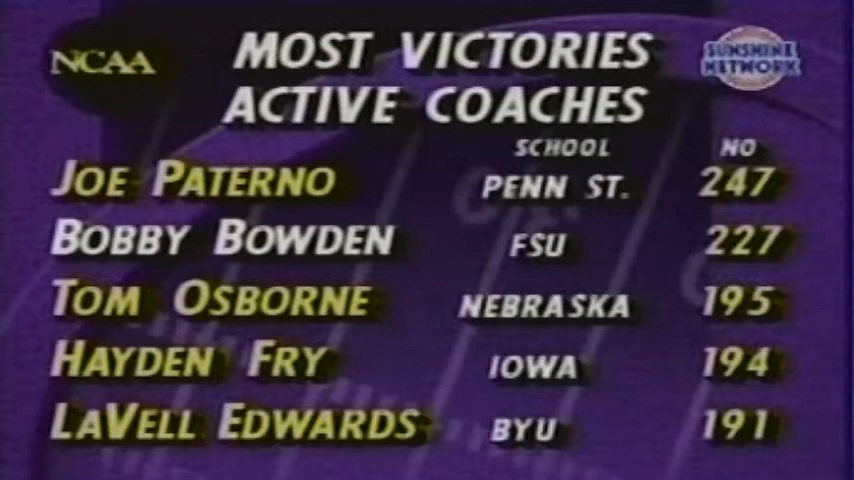 NCAA
MOST VICTORIES
ACTIVE COACHES
SUNSHINE
NETWORK
SCHOOL NO
JOE PATERNO PENN ST. 247
BOBBY BOWDEN FSU 227
TOM OSBORNE NEBRASKA 195
HAYDEN FRY IOWA 194
LAVELL EDWARDS BYU 191